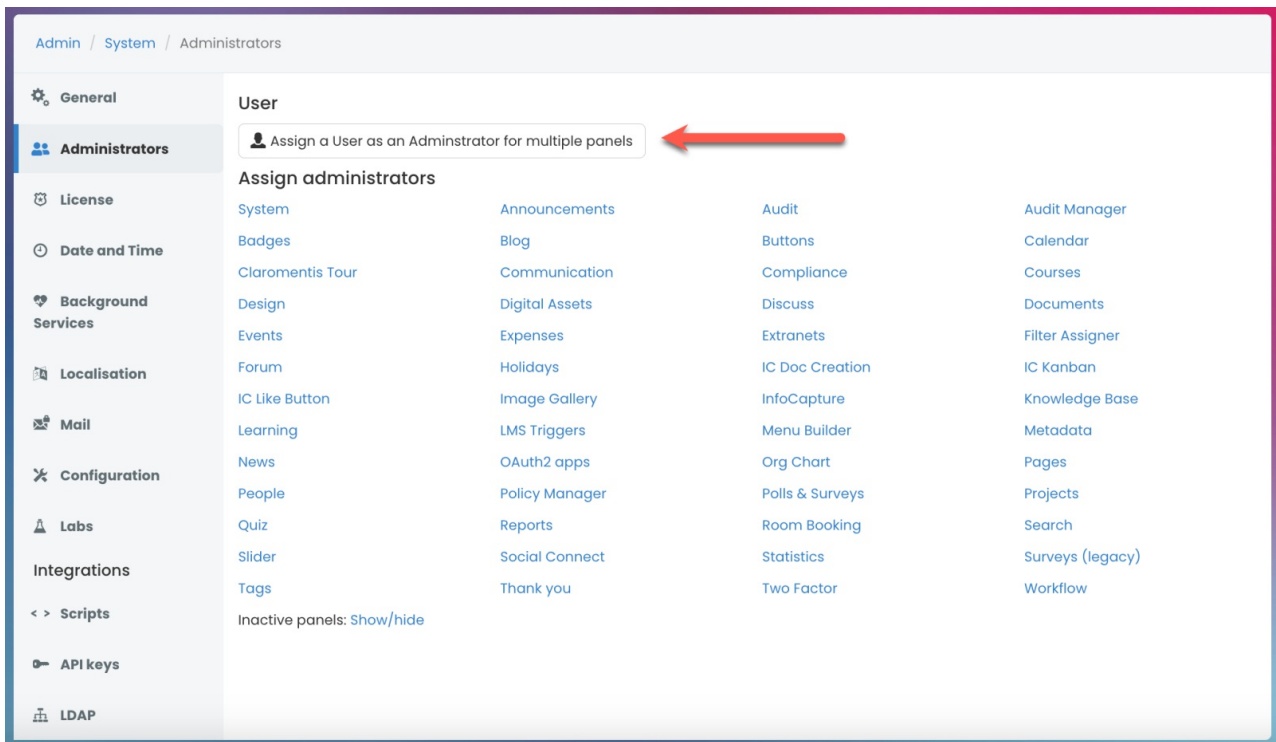 Admin / System / Administrators
General
Administrators
License
Date and Time
Background
Services
Localisation
Mail
Configuration
Labs
Integrations
Scripts
API keys
LDAP
User
Assign a User as an Adminstrator for multiple panels
Assign administrators
System Announcements Audit Audit Manager
Badges Blog Buttons Calendar
Claromentis Tour Communication Compliance Courses
Design Digital Assets Discuss Documents
Events Expenses Extranets Filter Assigner
Forum Holidays IC Doc Creation IC Kanban
IC Like Button Image Gallery InfoCapture Knowledge Base
Learning LMS Triggers Menu Builder Metadata
News OAuth2 apps Org Chart Pages
People Policy Manager Polls & Surveys Projects
Quiz Reports Room Booking Search
Slider Social Connect Statistics Surveys (legacy)
Tags Thank you Two Factor Workflow
Inactive panels: Show/hide